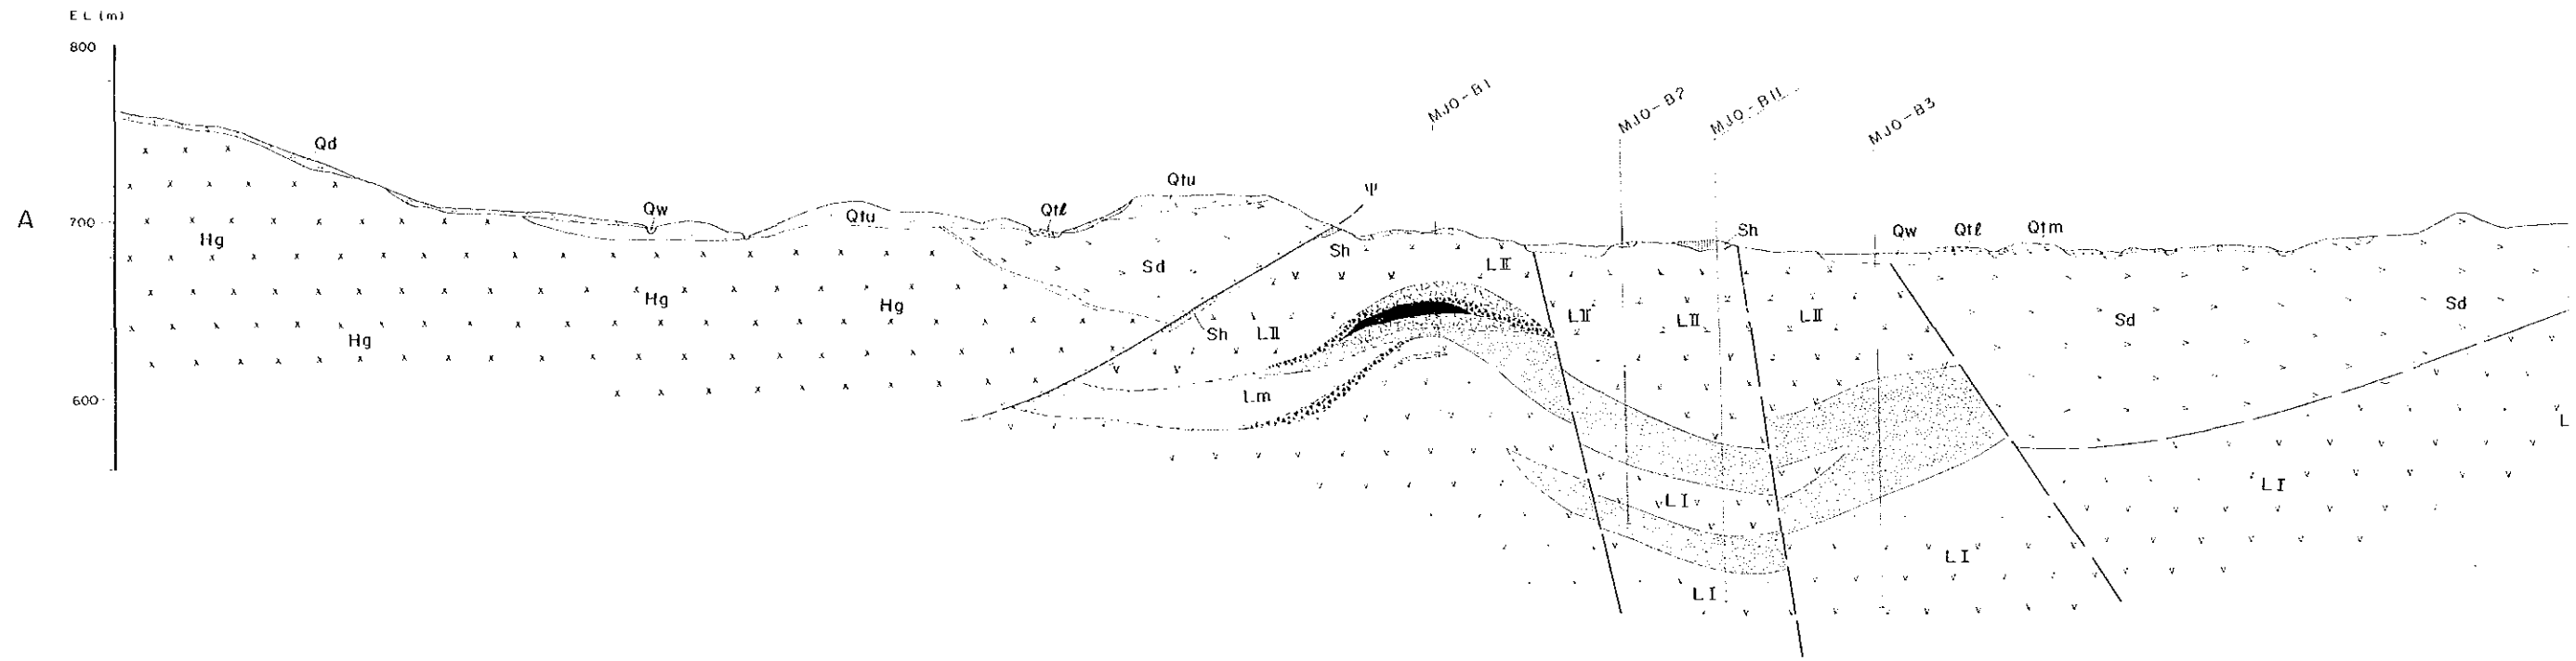 EL (m)
800
MJO-B1
MJO-B7
MJO-B11
MJO-B3
Qd
Qtu
Ψ
Qw
Qtu
Qtℓ
A
700
Sh
Sh
Qw
Qtℓ
Qtm
Hg
Sd
LII
Hg
Hg
LII
LII
LII
Sd
Sd
Hg
Sh
LII
600
Lm
L
LI
LI
LI
LI